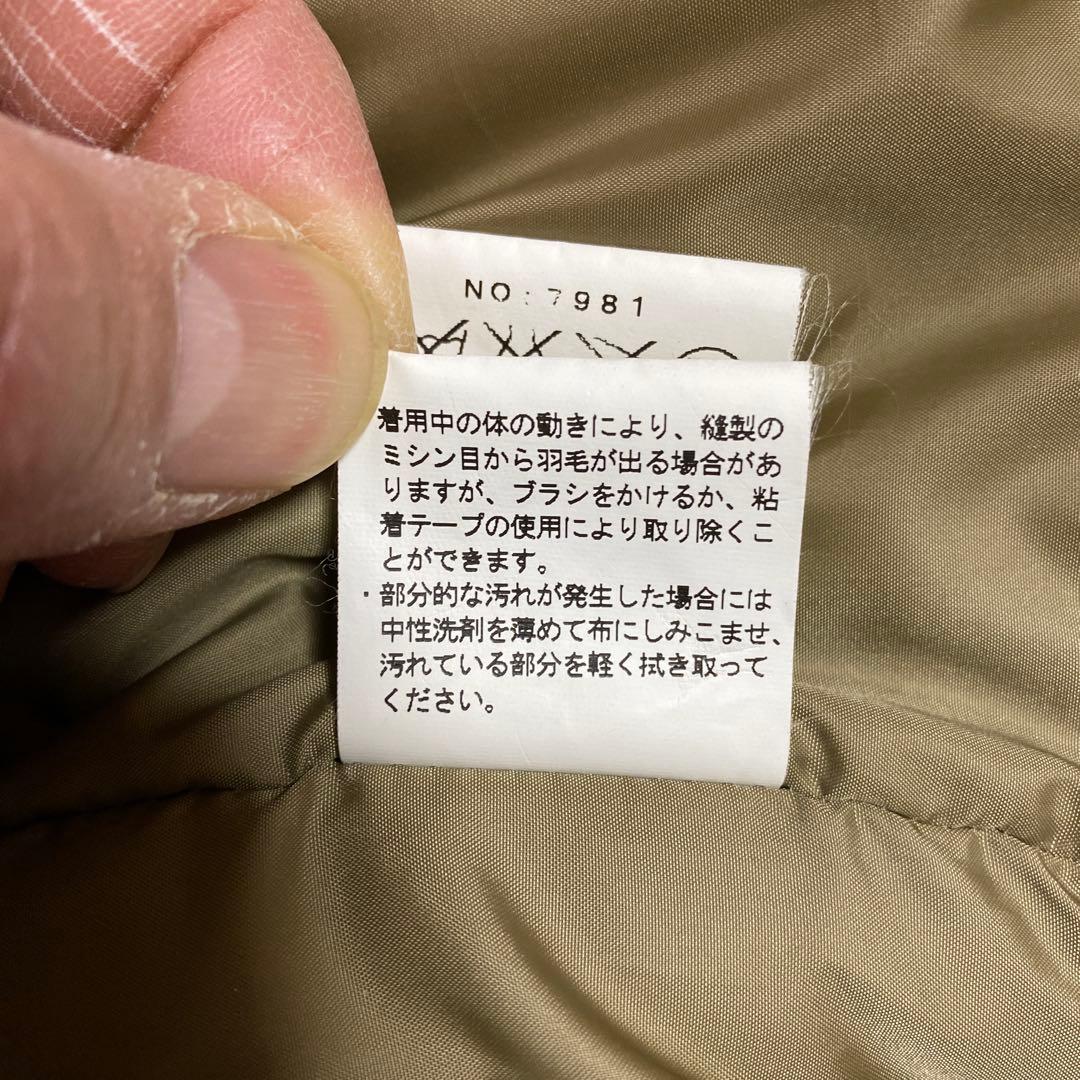 NO:7981
着用中の体の動きにより、縫製の
ミシン目から羽毛が出る場合があ
りますが、ブラシをかけるか、粘
着テープの使用により取り除くこ
とができます。
・部分的な汚れが発生した場合には
中性洗剤を薄めて布にしみこませ、
汚れている部分を軽く拭き取って
ください。